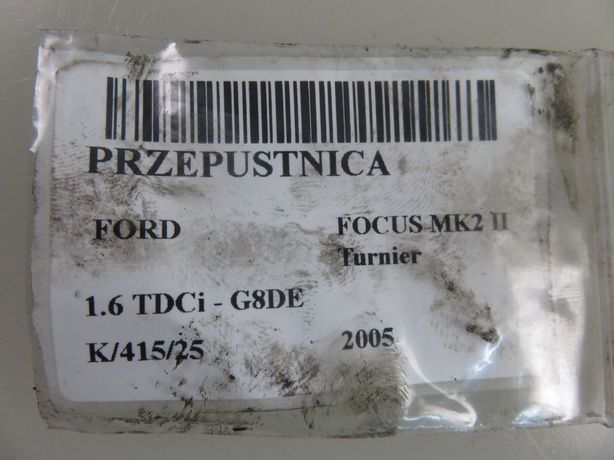 PRZEPUSTNICA
FORD FOCUS MK2 II
Turnier
1.6 TDCi - G8DE
K/415/25 2005